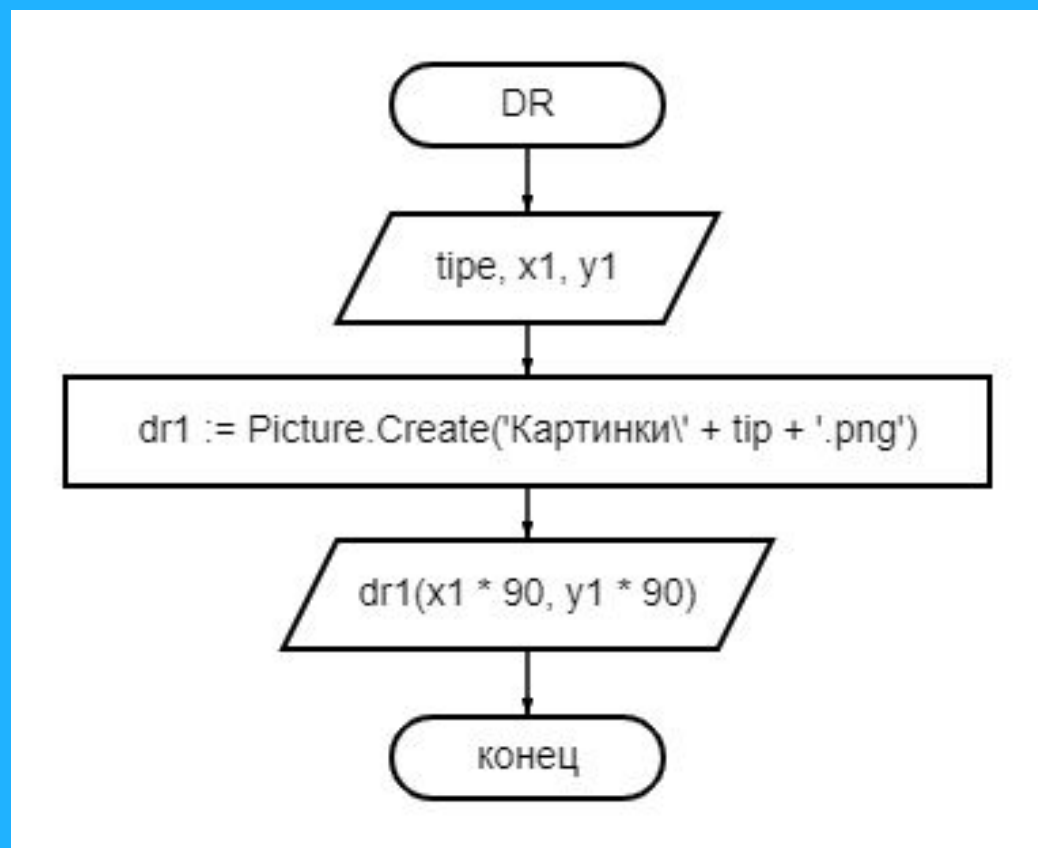 DR
tipe, x1, y1
dr1 := Picture.Create('Картинки\' + tip + '.png')
dr1(x1 * 90, y1 * 90)
конец